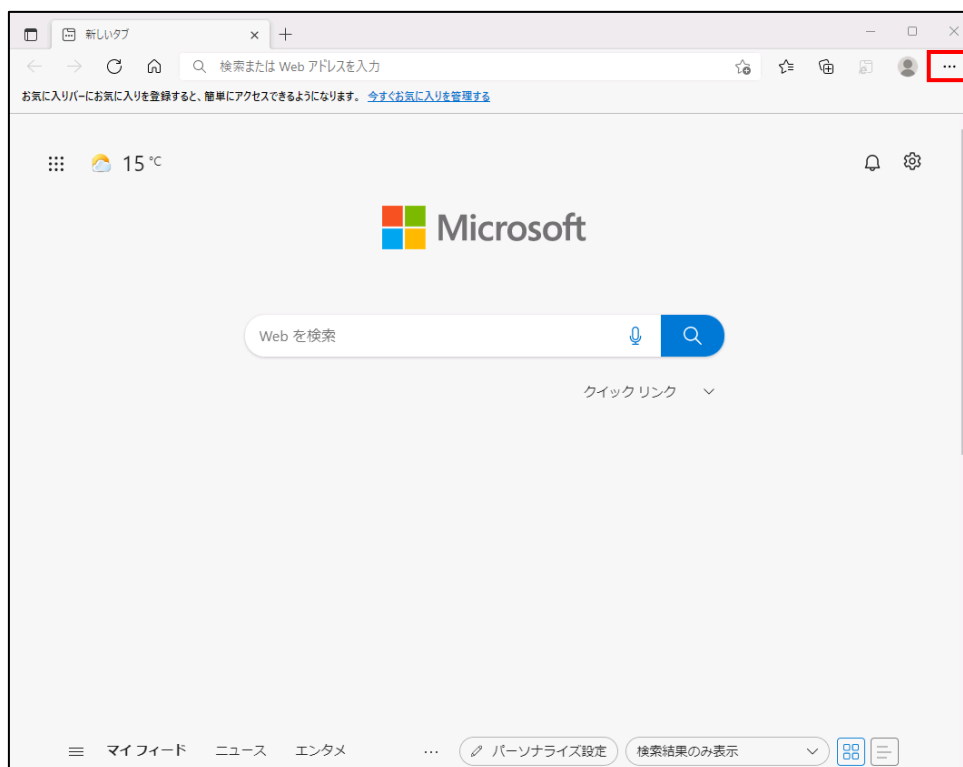 新しいタブ
検索または Web アドレスを入力
お気に入りバーにお気に入りを登録すると、簡単にアクセスできるようになります。 今すぐお気に入りを管理する
15 °C
Microsoft
Web を検索
クイック リンク
マイ フィード ニュース エンタメ ... パーソナライズ設定 検索結果のみ表示